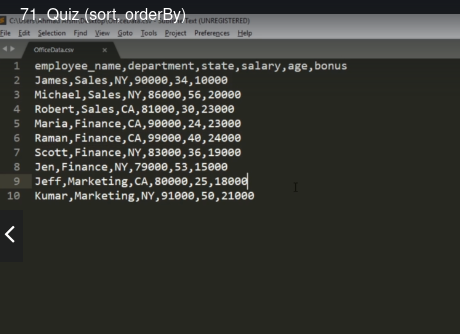 71. Quiz (sort, orderBy)
(UNREGISTERED)
File Edit Selection Find View Goto Tools Project Preferences Help
OfficeData.csv ×
1 employee_name,department,state,salary,age,bonus
2 James,Sales,NY,90000,34,10000
3 Michael,Sales,NY,86000,56,20000
4 Robert,Sales,CA,81000,30,23000
5 Maria,Finance,CA,90000,24,23000
6 Raman,Finance,CA,99000,40,24000
7 Scott,Finance,NY,83000,36,19000
8 Jen,Finance,NY,79000,53,15000
9 Jeff,Marketing,CA,80000,25,18000
10 Kumar,Marketing,NY,91000,50,21000